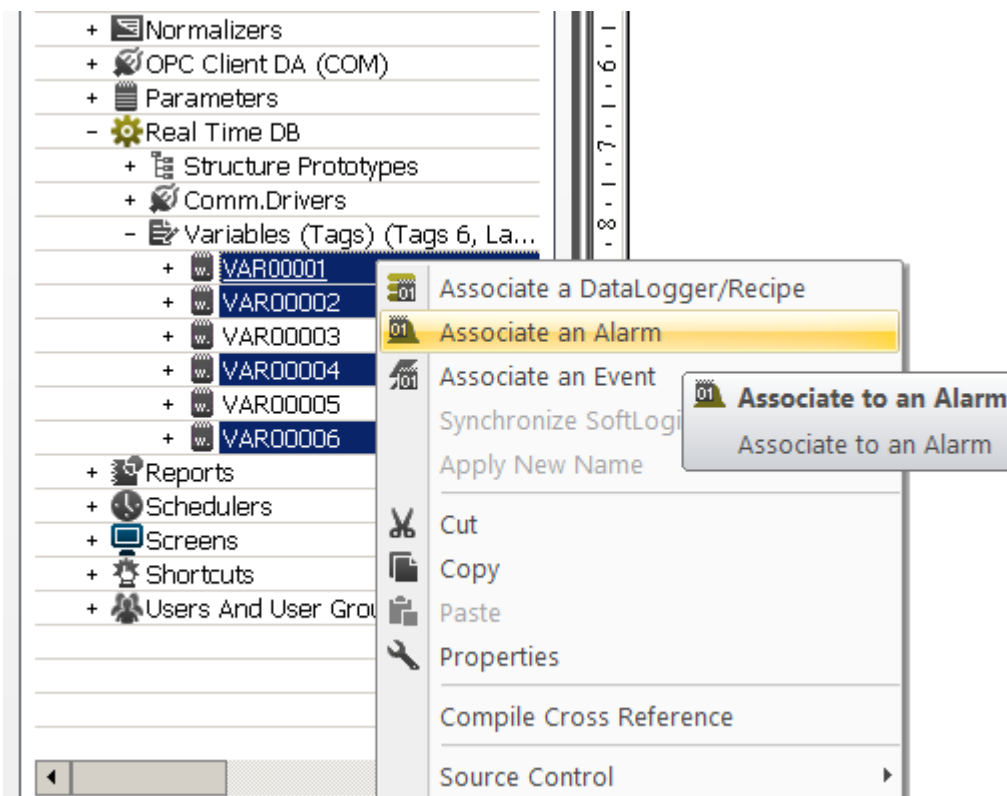 Normalizers
OPC Client DA (COM)
Parameters
Real Time DB
Structure Prototypes
Comm.Drivers
Variables (Tags) (Tags 6, La...
VAR00001
VAR00002
VAR00003
VAR00004
VAR00005
VAR00006
Reports
Schedulers
Screens
Shortcuts
Users And User Grou
Associate a DataLogger/Recipe
Associate an Alarm
Associate an Event
Synchronize SoftLogi
Apply New Name
Cut
Copy
Paste
Properties
Compile Cross Reference
Source Control
Associate to an Alarm
Associate to an Alarm
6
7
8